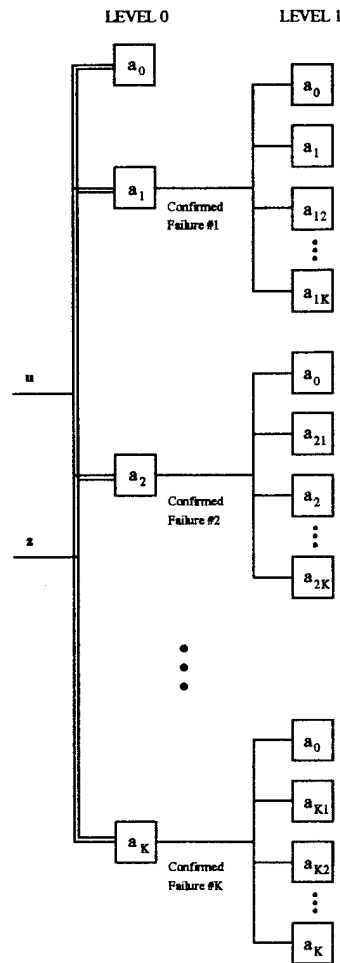 LEVEL 0 LEVEL 1
a0
a0
a1
a1
Confirmed
Failure #1
a12
a1K
u
a0
a21
a2
Confirmed
Failure #2
a2
z
a2K
a0
aK1
aK
Confirmed
Failure #K
aK2
aK